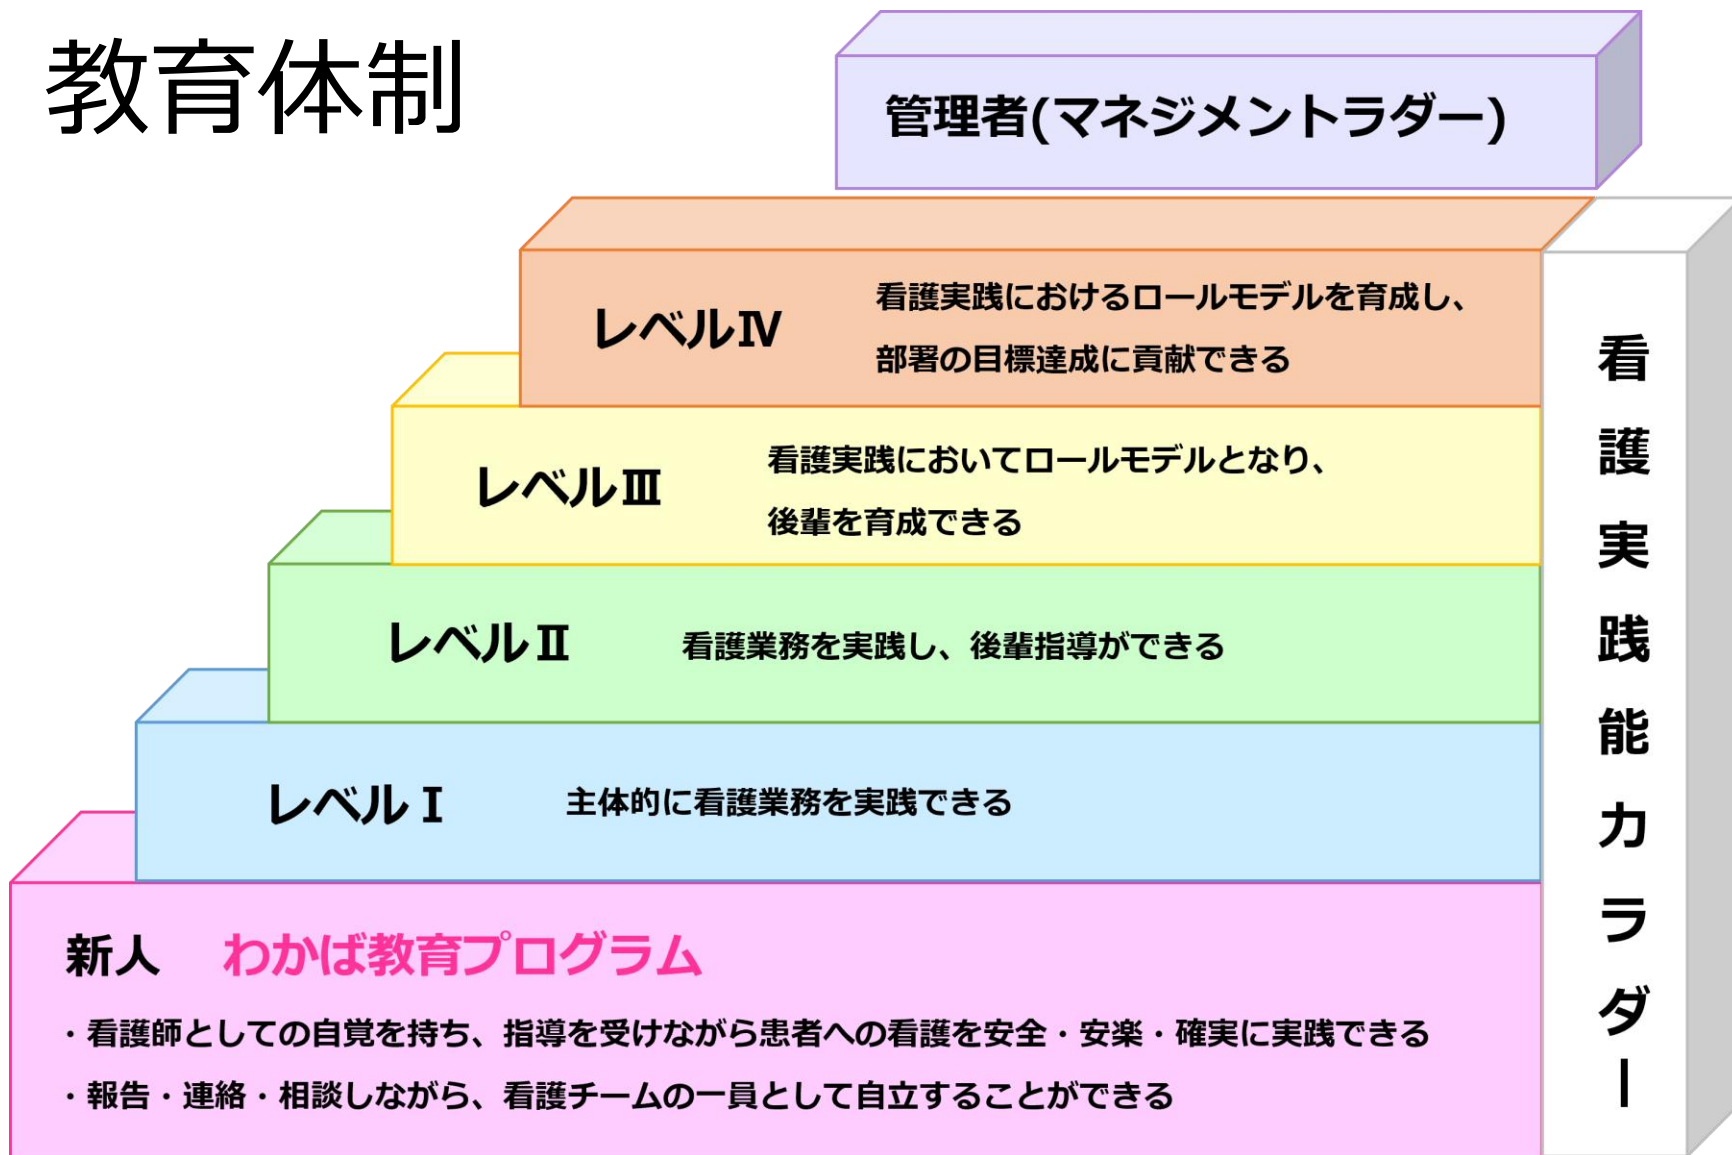 教育体制
管理者(マネジメントラダー)
レベルⅣ
看護実践におけるロールモデルを育成し、
部署の目標達成に貢献できる
レベルⅢ
看護実践においてロールモデルとなり、
後輩を育成できる
レベルⅡ
看護業務を実践し、後輩指導ができる
レベルⅠ
主体的に看護業務を実践できる
新人 わかば教育プログラム
・看護師としての自覚を持ち、指導を受けながら患者への看護を安全・安楽・確実に実践できる
・報告・連絡・相談しながら、看護チームの一員として自立することができる
看護実践能力ラダー